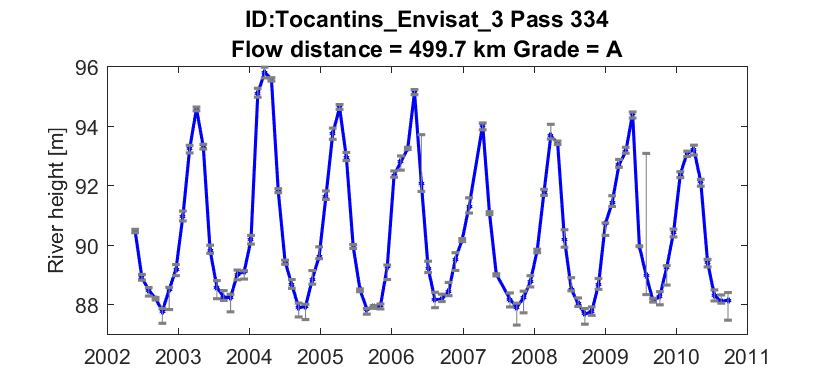 ID:Tocantins_Envisat_3 Pass 334
Flow distance = 499.7 km Grade = A
River height [m]
96
94
92
90
88
2002 2003 2004 2005 2006 2007 2008 2009 2010 2011